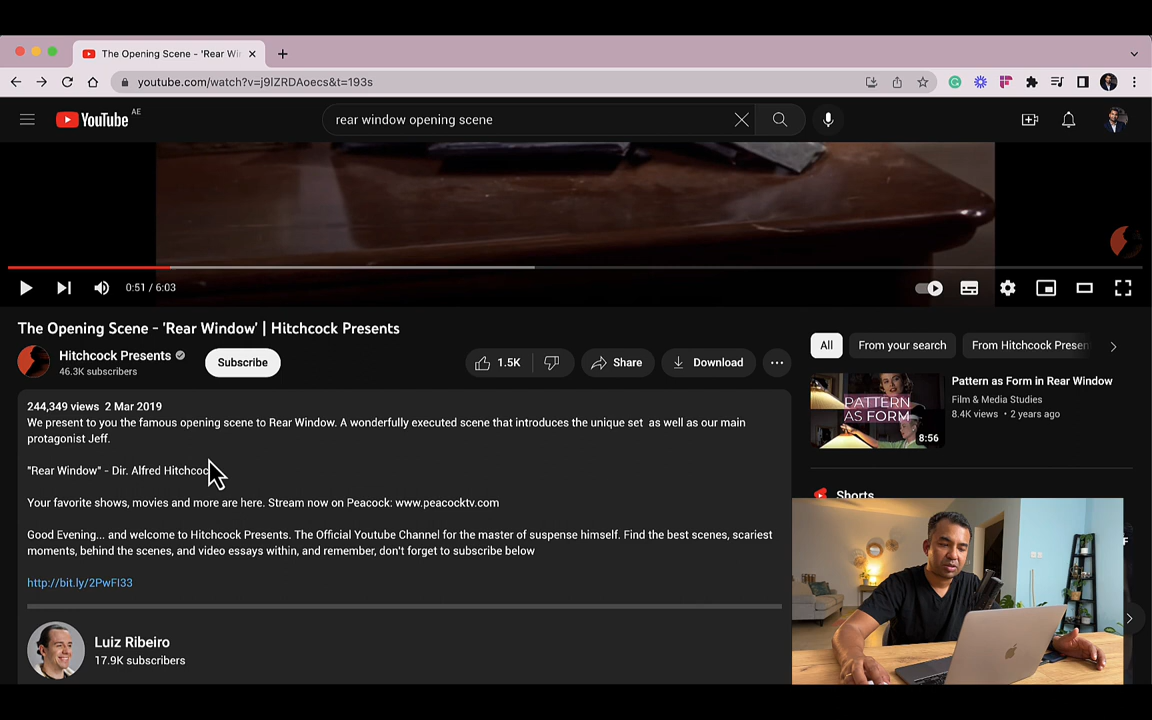 The Opening Scene - 'Rear Wi
youtube.com/watch?v=j9IZRDAoecs&t=193s
YouTube AE
rear window opening scene
0:51 / 6:03
The Opening Scene - 'Rear Window' | Hitchcock Presents
Hitchcock Presents
46.3K subscribers
Subscribe
1.5K
Share
Download
All
From your search
From Hitchcock Presen
244,349 views 2 Mar 2019
We present to you the famous opening scene to Rear Window. A wonderfully executed scene that introduces the unique set as well as our main
protagonist Jeff.
"Rear Window" - Dir. Alfred Hitchcoc
Your favorite shows, movies and more are here. Stream now on Peacock: www.peacocktv.com
Good Evening... and welcome to Hitchcock Presents. The Official Youtube Channel for the master of suspense himself. Find the best scenes, scariest
moments, behind the scenes, and video essays within, and remember, don't forget to subscribe below
http://bit.ly/2PwFI33
Luiz Ribeiro
17.9K subscribers
PATTERN
AS FORM
8:56
Pattern as Form in Rear Window
Film & Media Studies
8.4K views • 2 years ago
Shorts